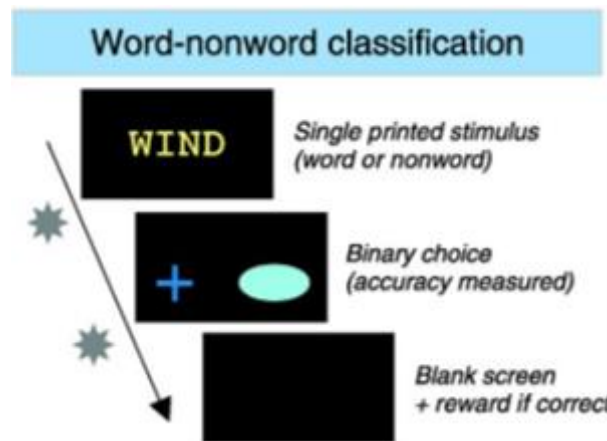 Word-nonword classification
WIND
Single printed stimulus
(word or nonword)
Binary choice
(accuracy measured)
Blank screen
+ reward if correct